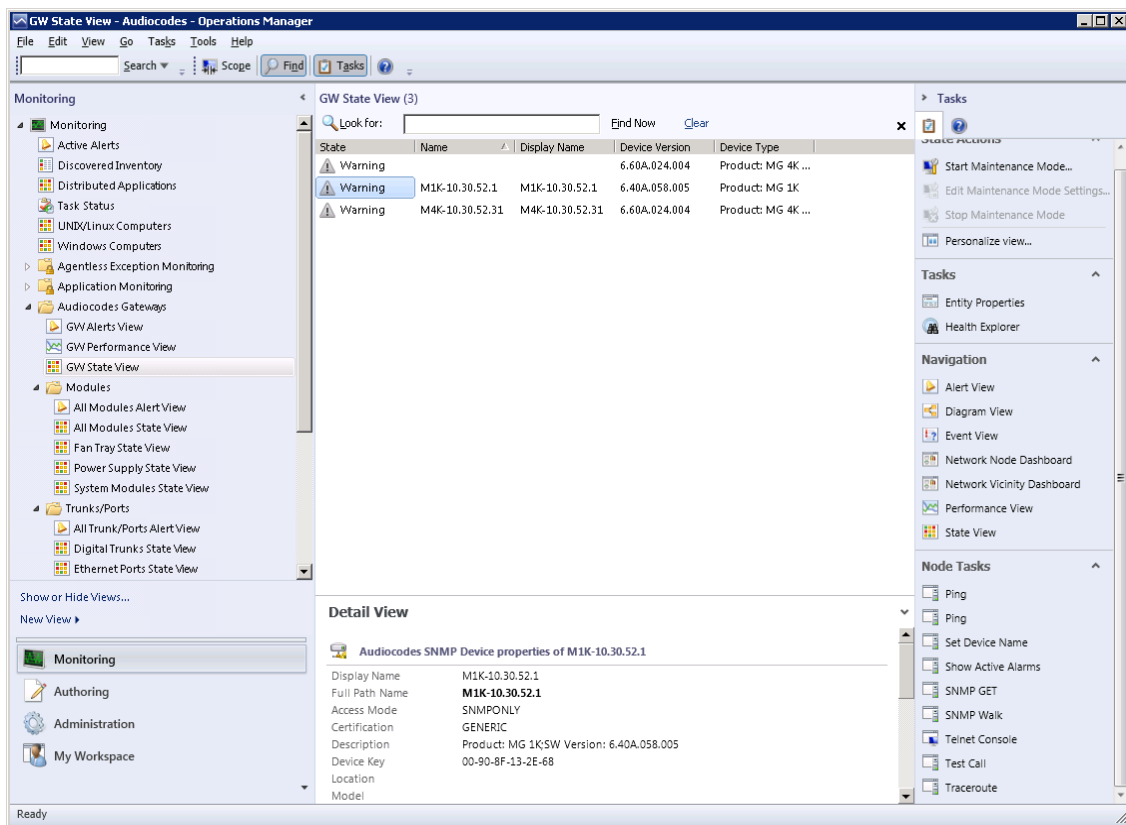 GW State View - Audiocodes - Operations Manager
File Edit View Go Tasks Tools Help
Search Scope Find Tasks
Monitoring
Monitoring
Active Alerts
Discovered Inventory
Distributed Applications
Task Status
UNIX/Linux Computers
Windows Computers
Agentless Exception Monitoring
Application Monitoring
Audiocodes Gateways
GW Alerts View
GW Performance View
GW State View
Modules
All Modules Alert View
All Modules State View
Fan Tray State View
Power Supply State View
System Modules State View
Trunks/Ports
All Trunk/Ports Alert View
Digital Trunks State View
Ethernet Ports State View
Show or Hide Views...
New View
Monitoring
Authoring
Administration
My Workspace
GW State View (3)
Look for: Find Now Clear
State Name Display Name Device Version Device Type
Warning 6.60A.024.004 Product: MG 4K ...
Warning M1K-10.30.52.1 M1K-10.30.52.1 6.40A.058.005 Product: MG 1K
Warning M4K-10.30.52.31 M4K-10.30.52.31 6.60A.024.004 Product: MG 4K ...
Detail View
Audiocodes SNMP Device properties of M1K-10.30.52.1
Display Name M1K-10.30.52.1
Full Path Name M1K-10.30.52.1
Access Mode SNMPONLY
Certification GENERIC
Description Product: MG 1K;SW Version: 6.40A.058.005
Device Key 00-90-8F-13-2E-68
Location
Model
Tasks
State Actions
Start Maintenance Mode...
Edit Maintenance Mode Settings...
Stop Maintenance Mode
Personalize view...
Tasks
Entity Properties
Health Explorer
Navigation
Alert View
Diagram View
Event View
Network Node Dashboard
Network Vicinity Dashboard
Performance View
State View
Node Tasks
Ping
Ping
Set Device Name
Show Active Alarms
SNMP GET
SNMP Walk
Telnet Console
Test Call
Traceroute
Ready